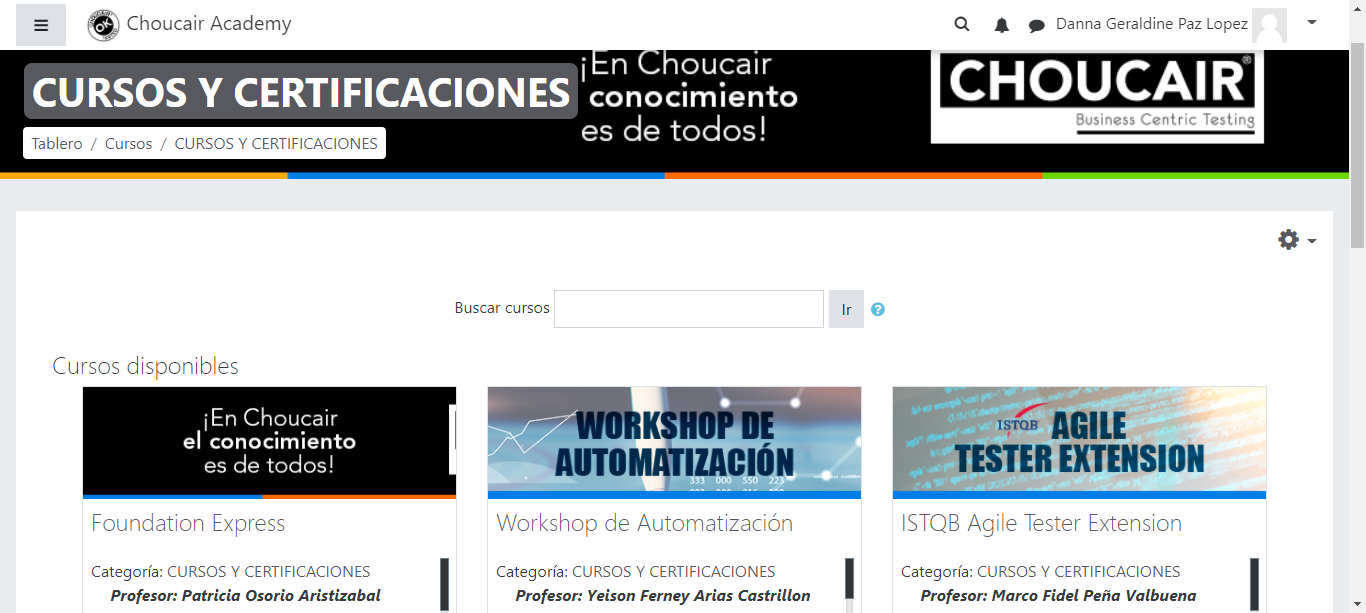 Choucair Academy
Danna Geraldine Paz Lopez
CURSOS Y CERTIFICACIONES
¡En Choucair
conocimiento
es de todos!
CHOUCAIR®
Business Centric Testing
Tablero / Cursos / CURSOS Y CERTIFICACIONES
Buscar cursos
Ir
?
Cursos disponibles
¡En Choucair
el conocimiento
es de todos!
Foundation Express
Categoría: CURSOS Y CERTIFICACIONES
Profesor: Patricia Osorio Aristizabal
WORKSHOP DE
AUTOMATIZACIÓN
333 000 550 223
Workshop de Automatización
Categoría: CURSOS Y CERTIFICACIONES
Profesor: Yeison Ferney Arias Castrillon
ISTQB AGILE
TESTER EXTENSION
ISTQB Agile Tester Extension
Categoría: CURSOS Y CERTIFICACIONES
Profesor: Marco Fidel Peña Valbuena